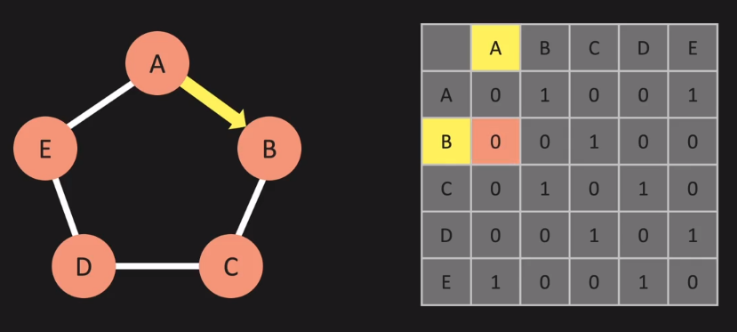 A
E
B
D
C
A B C D E
A 0 1 0 0 1
B 0 0 1 0 0
C 0 1 0 1 0
D 0 0 1 0 1
E 1 0 0 1 0